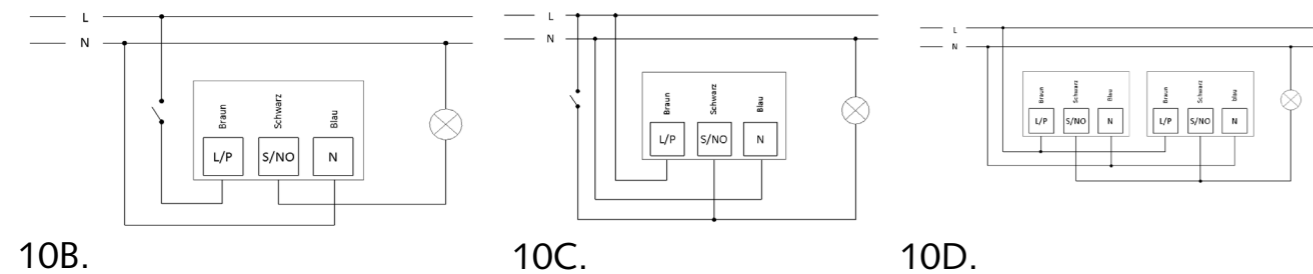 L
N
Braun
Schwarz
Blau
L/P
S/NO
N
10B.
L
N
Braun
Schwarz
Blau
L/P
S/NO
N
10C.
L
N
Braun
Schwarz
Blau
Braun
Schwarz
blau
L/P
S/NO
N
L/P
S/NO
N
10D.